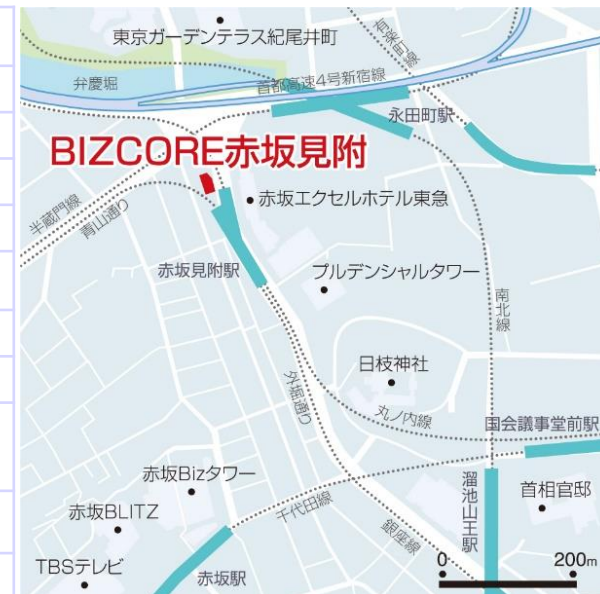 東京ガーデンテラス紀尾井町
有楽町線
弁慶堀
首都高速4号新宿線
永田町駅
BIZCORE赤坂見附
半蔵門線
青山通り
赤坂エクセルホテル東急
赤坂見附駅
プルデンシャルタワー
南北線
日枝神社
外堀通り
丸ノ内線
国会議事堂前駅
赤坂Bizタワー
溜池山王駅
首相官邸
赤坂BLITZ
千代田線
銀座線
TBSテレビ
赤坂駅
0 200m